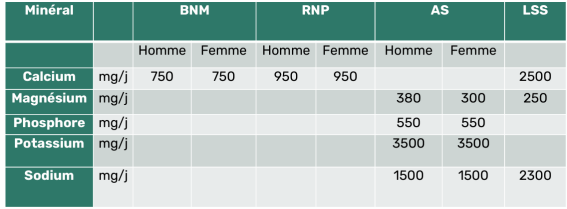 Minéral BNM RNP AS LSS
Homme Femme Homme Femme Homme Femme
Calcium mg/j 750 750 950 950 2500
Magnésium mg/j 380 300 250
Phosphore mg/j 550 550
Potassium mg/j 3500 3500
Sodium mg/j 1500 1500 2300